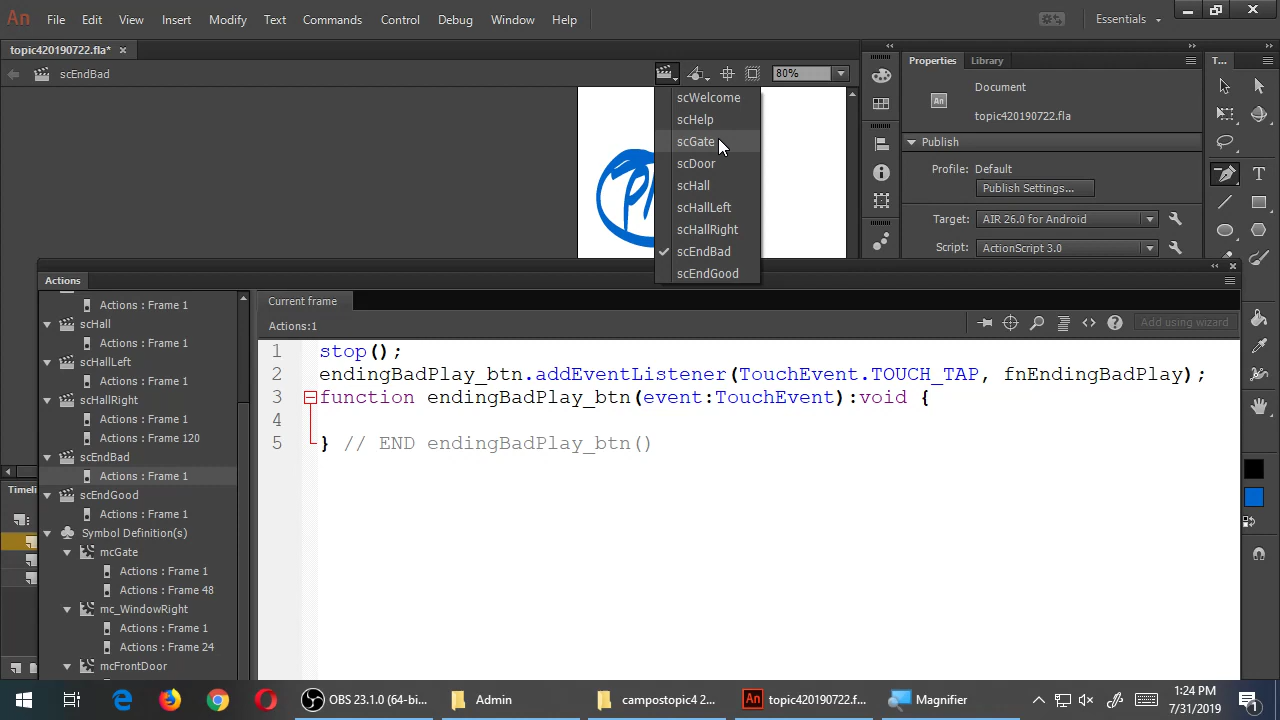 An File Edit View Insert Modify Text Commands Control Debug Window Help Essentials
topic420190722.fla* ×
scEndBad 80%
scWelcome
scHelp
scGate
scDoor
scHall
scHallLeft
scHallRight
scEndBad
scEndGood
Properties Library T...
Document
An topic420190722.fla
Publish
Profile: Default
Publish Settings...
Target: AIR 26.0 for Android
Script: ActionScript 3.0
Actions
Actions : Frame 1
scHall
Actions : Frame 1
scHallLeft
Actions : Frame 1
scHallRight
Actions : Frame 1
Actions : Frame 120
scEndBad
Actions : Frame 1
scEndGood
Actions : Frame 1
Symbol Definition(s)
mcGate
Actions : Frame 1
Actions : Frame 48
mc_WindowRight
Actions : Frame 1
Actions : Frame 24
mcFrontDoor
Timeli
Current frame
Actions:1 Add using wizard
1 stop();
2 endingBadPlay_btn.addEventListener(TouchEvent.TOUCH_TAP, fnEndingBadPlay);
3 function endingBadPlay_btn(event:TouchEvent):void {
4
5 } // END endingBadPlay_btn()
OBS 23.1.0 (64-bi... Admin campostopic4 2... An topic420190722.f... Magnifier
1:24 PM
7/31/2019
1